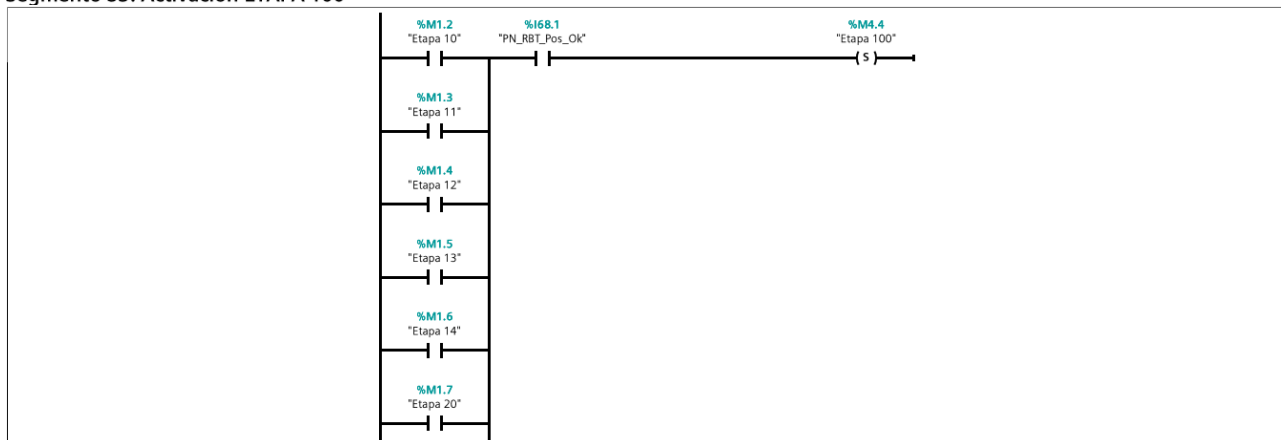 %M1.2 %I68.1 %M4.4
"Etapa 10" "PN_RBT_Pos_Ok" "Etapa 100"
S
%M1.3
"Etapa 11"
%M1.4
"Etapa 12"
%M1.5
"Etapa 13"
%M1.6
"Etapa 14"
%M1.7
"Etapa 20"